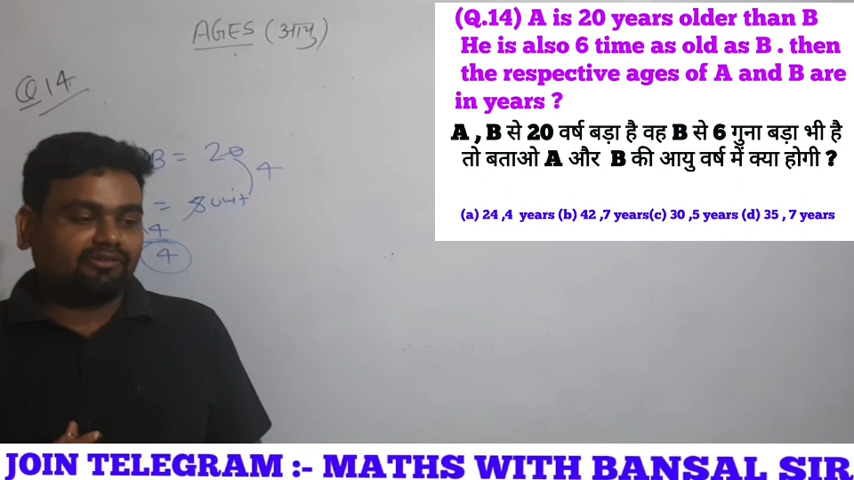 AGES (आयु)
Q 14
B = 20
4
= 5 unit
4
4
(Q.14) A is 20 years older than B
He is also 6 time as old as B . then
the respective ages of A and B are
in years ?
A , B से 20 वर्ष बड़ा है वह B से 6 गुना बड़ा भी है
तो बताओ A और B की आयु वर्ष में क्या होगी ?
(a) 24 ,4 years (b) 42 ,7 years(c) 30 ,5 years (d) 35 , 7 years
JOIN TELEGRAM :- MATHS WITH BANSAL SIR